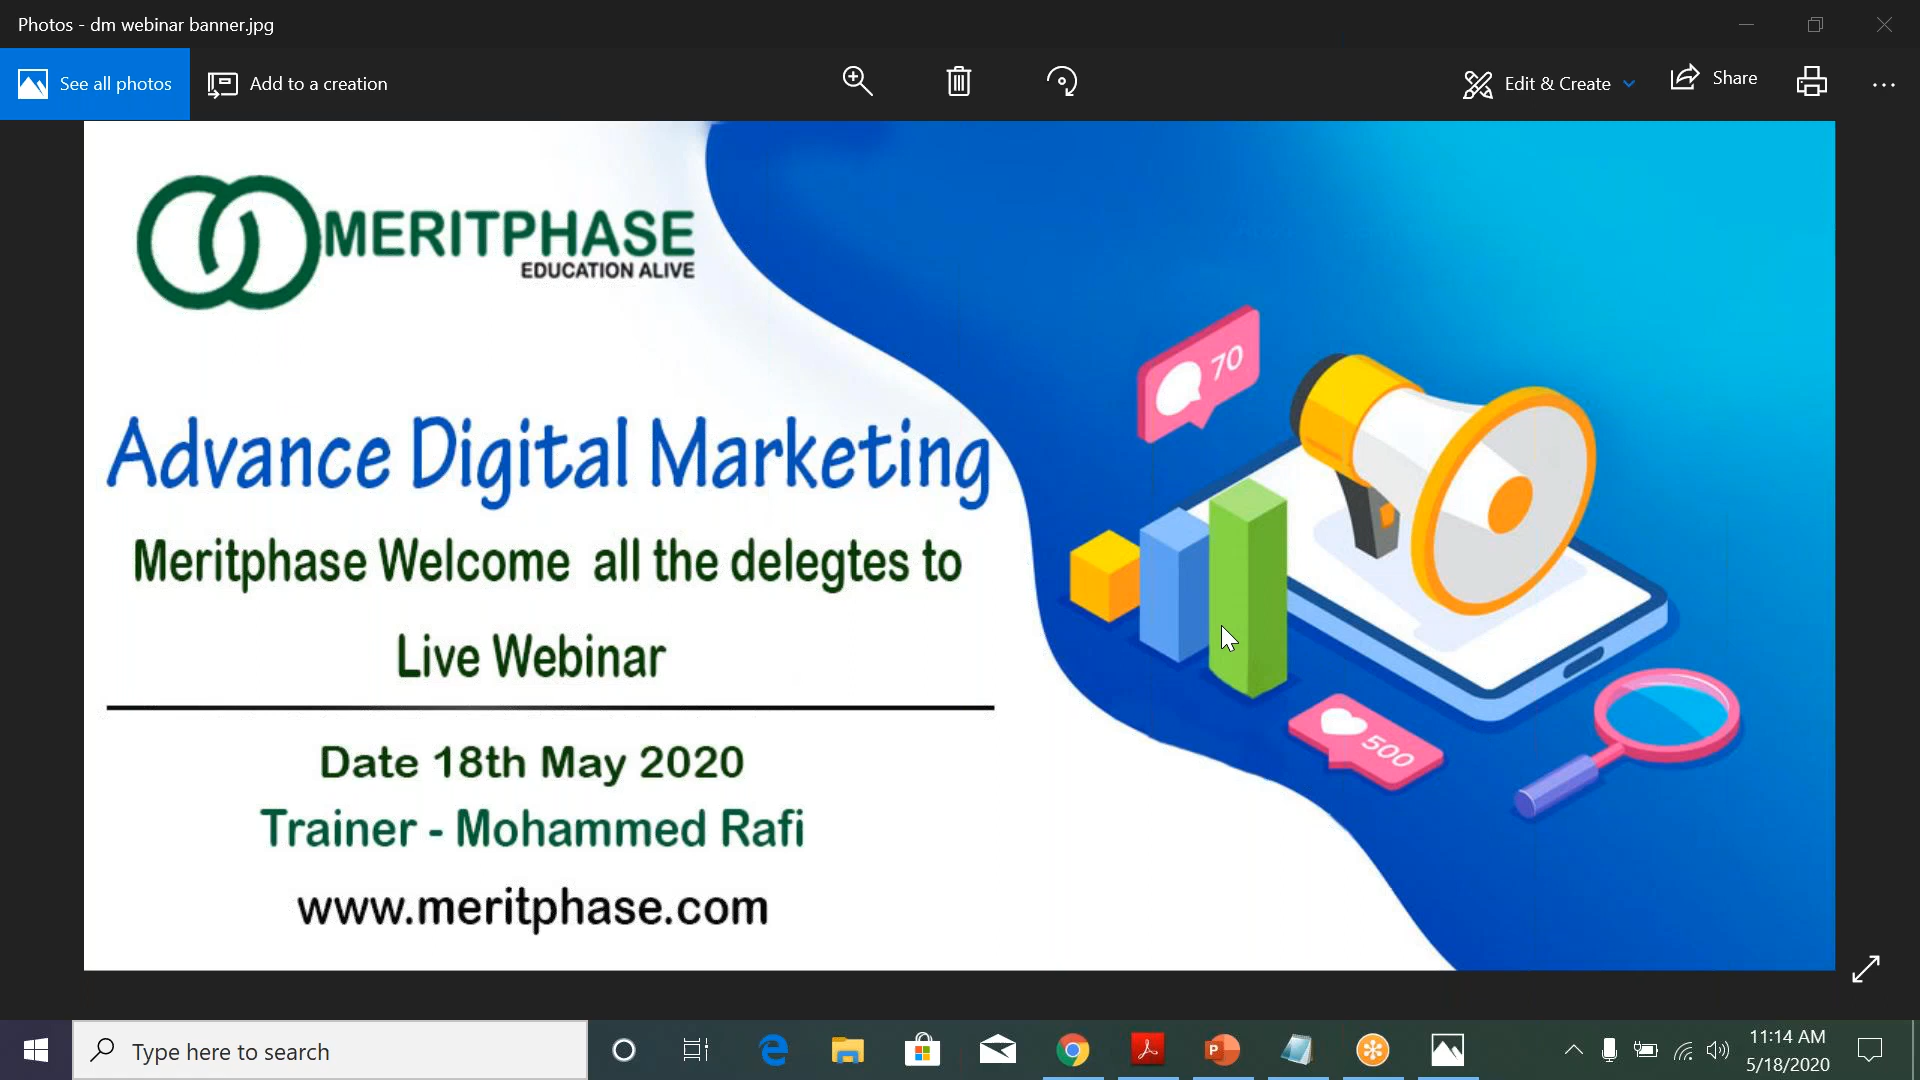 Photos - dm webinar banner.jpg
See all photos
Add to a creation
Edit & Create
Share
MERITPHASE
EDUCATION ALIVE
70
Advance Digital Marketing
Meritphase Welcome all the delegtes to
Live Webinar
500
Date 18th May 2020
Trainer - Mohammed Rafi
www.meritphase.com
Type here to search
11:14 AM
5/18/2020